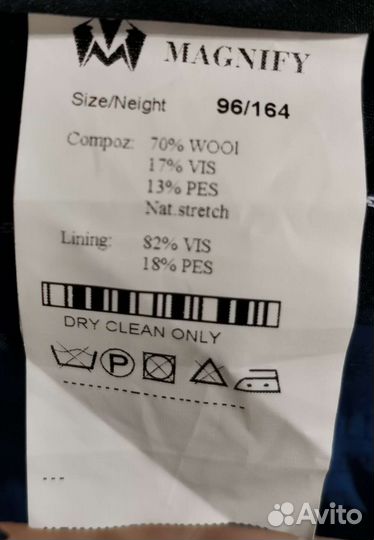 MAGNIFY
Size/Neight 96/164
Compoz: 70% WOOl
17% VIS
13% PES
Nat.stretch
Lining: 82% VIS
18% PES
DRY CLEAN ONLY
P
Avito